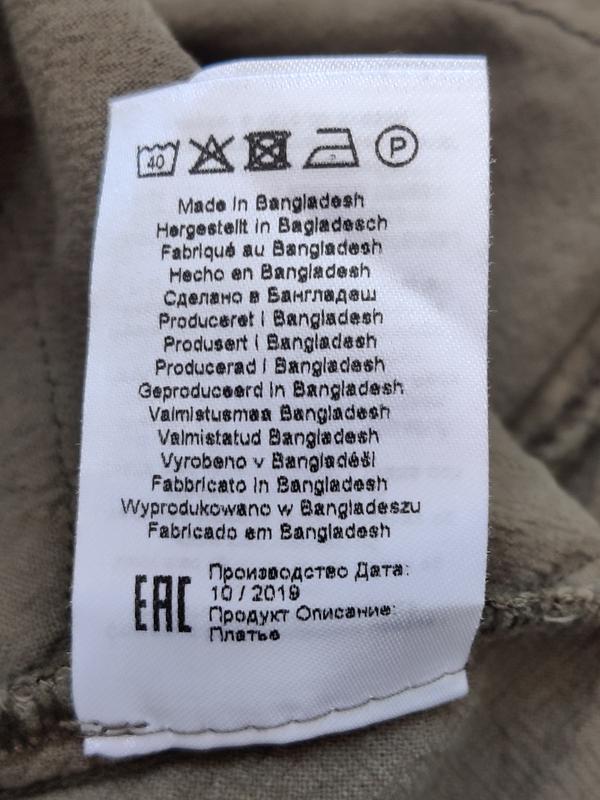 40 P
Made in Bangladesh
Hergestellt in Bagladesch
Fabriqué au Bangladesh
Hecho en Bangladesh
Сделано в Бангладеш
Produceret i Bangladesh
Produsert i Bangladesh
Producerad i Bangladesh
Geproduceerd in Bangladesh
Valmistusmaa Bangladesh
Valmistatud Bangladesh
Vyrobeno v Bangladéši
Fabbricato in Bangladesh
Wyprodukowano w Bangladeszu
Fabricado em Bangladesh
EAC
Производство Дата:
10 / 2019
Продукт Описание:
Платье